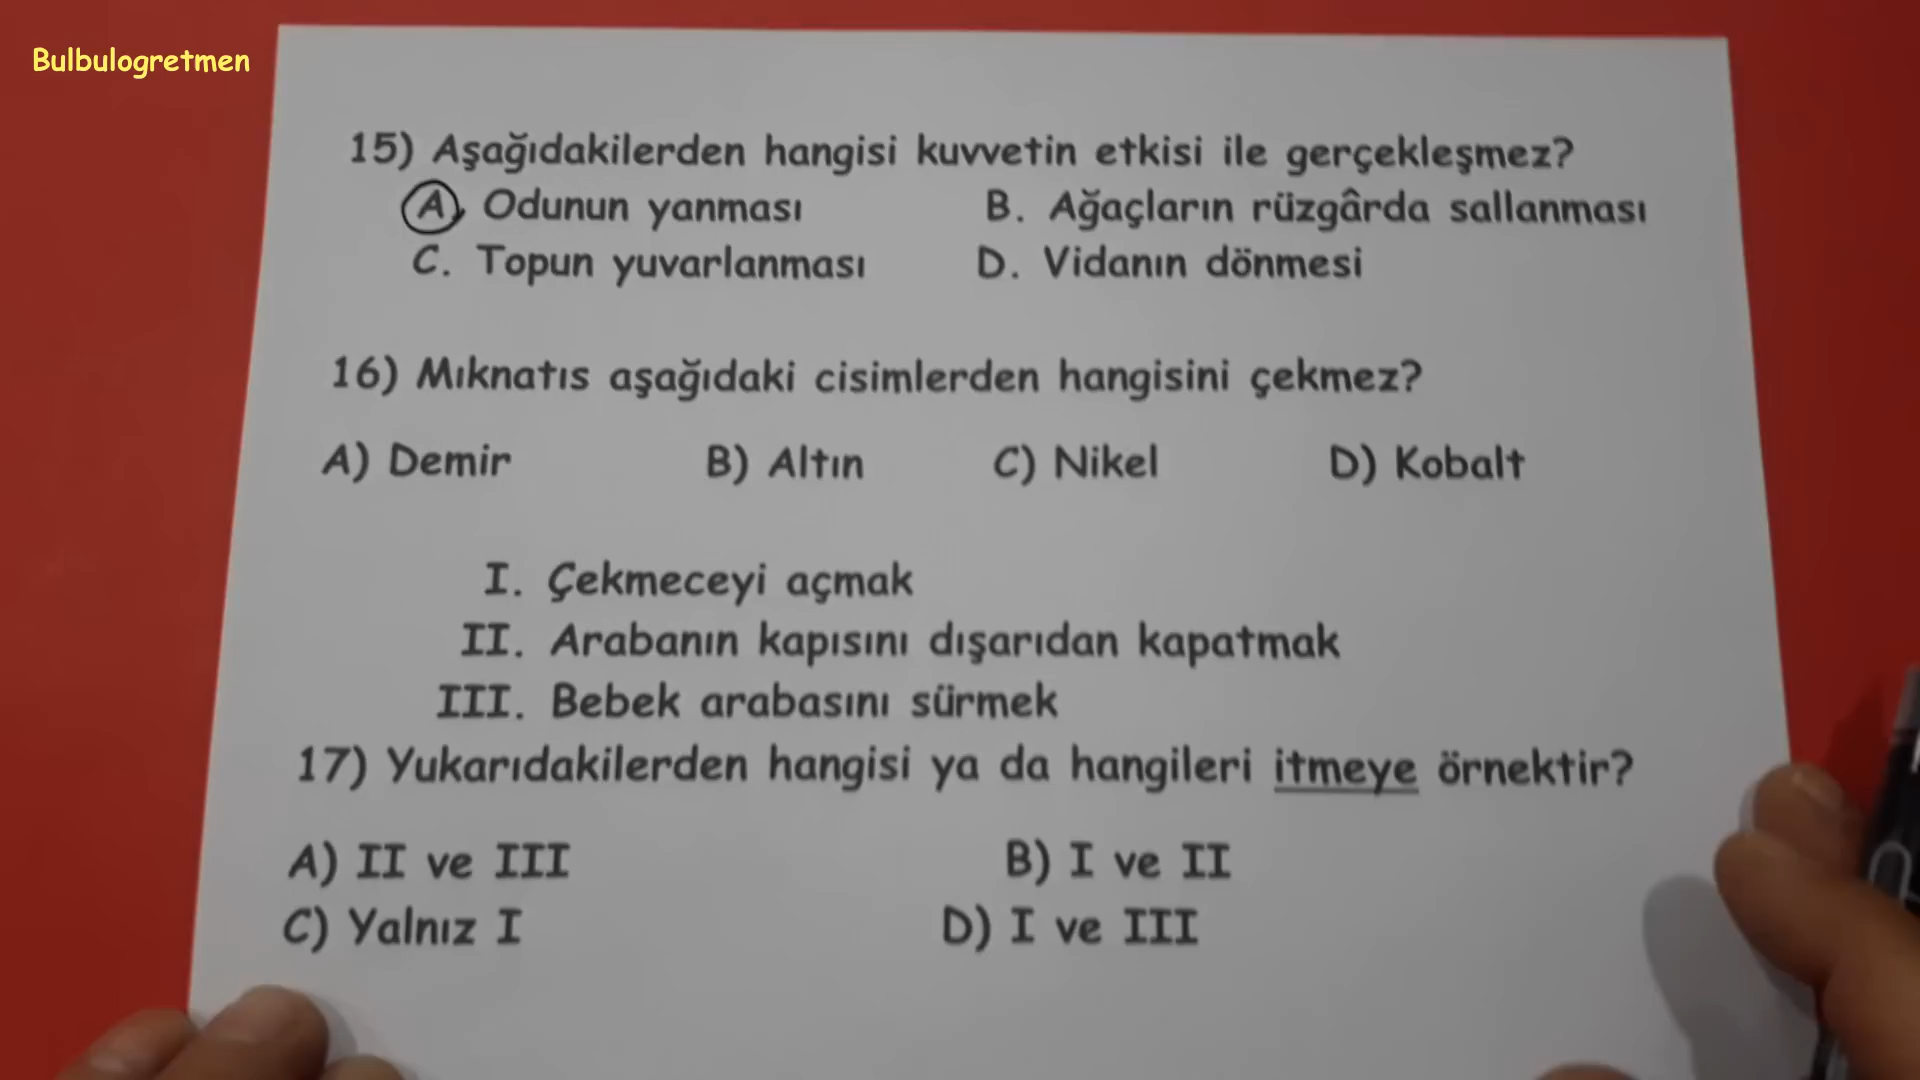 Bulbulogretmen
15) Aşağıdakilerden hangisi kuvvetin etkisi ile gerçekleşmez?
A. Odunun yanması B. Ağaçların rüzgârda sallanması
C. Topun yuvarlanması D. Vidanın dönmesi
16) Mıknatıs aşağıdaki cisimlerden hangisini çekmez?
A) Demir B) Altın C) Nikel D) Kobalt
I. Çekmeceyi açmak
II. Arabanın kapısını dışarıdan kapatmak
III. Bebek arabasını sürmek
17) Yukarıdakilerden hangisi ya da hangileri itmeye örnektir?
A) II ve III B) I ve II
C) Yalnız I D) I ve III